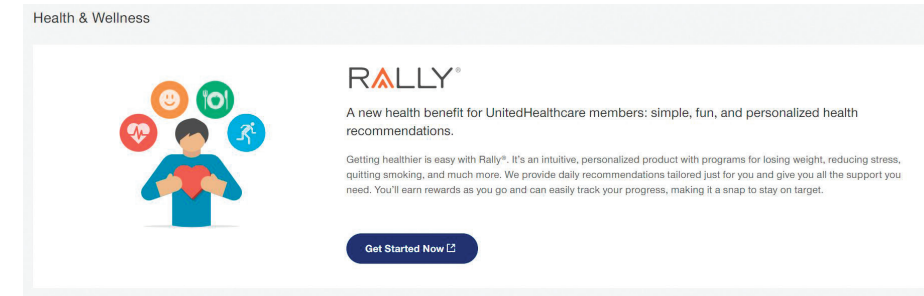 Health & Wellness
RALLY®
A new health benefit for UnitedHealthcare members: simple, fun, and personalized health
recommendations.
Getting healthier is easy with Rally®. It's an intuitive, personalized product with programs for losing weight, reducing stress,
quitting smoking, and much more. We provide daily recommendations tailored just for you and give you all the support you
need. You'll earn rewards as you go and can easily track your progress, making it a snap to stay on target.
Get Started Now